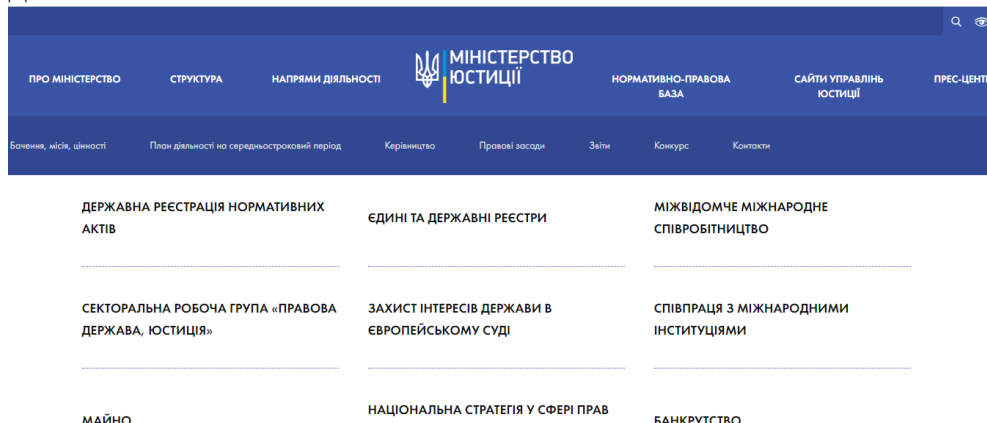 ПРО МІНІСТЕРСТВО
СТРУКТУРА
НАПРЯМИ ДІЯЛЬНОСТІ
МІНІСТЕРСТВО
ЮСТИЦІЇ
НОРМАТИВНО-ПРАВОВА
БАЗА
САЙТИ УПРАВЛІНЬ
ЮСТИЦІЇ
ПРЕС-ЦЕНТ
Бачення, місія, цінності
План діяльності на середньостроковий період
Керівництво
Правові засади
Звіти
Конкурс
Контакти
ДЕРЖАВНА РЕЄСТРАЦІЯ НОРМАТИВНИХ
АКТІВ
ЄДИНІ ТА ДЕРЖАВНІ РЕЄСТРИ
МІЖВІДОМЧЕ МІЖНАРОДНЕ
СПІВРОБІТНИЦТВО
СЕКТОРАЛЬНА РОБОЧА ГРУПА «ПРАВОВА
ДЕРЖАВА, ЮСТИЦІЯ»
ЗАХИСТ ІНТЕРЕСІВ ДЕРЖАВИ В
ЄВРОПЕЙСЬКОМУ СУДІ
СПІВПРАЦЯ З МІЖНАРОДНИМИ
ІНСТИТУЦІЯМИ
МАЙНО
НАЦІОНАЛЬНА СТРАТЕГІЯ У СФЕРІ ПРАВ
БАНКРУТСТВО